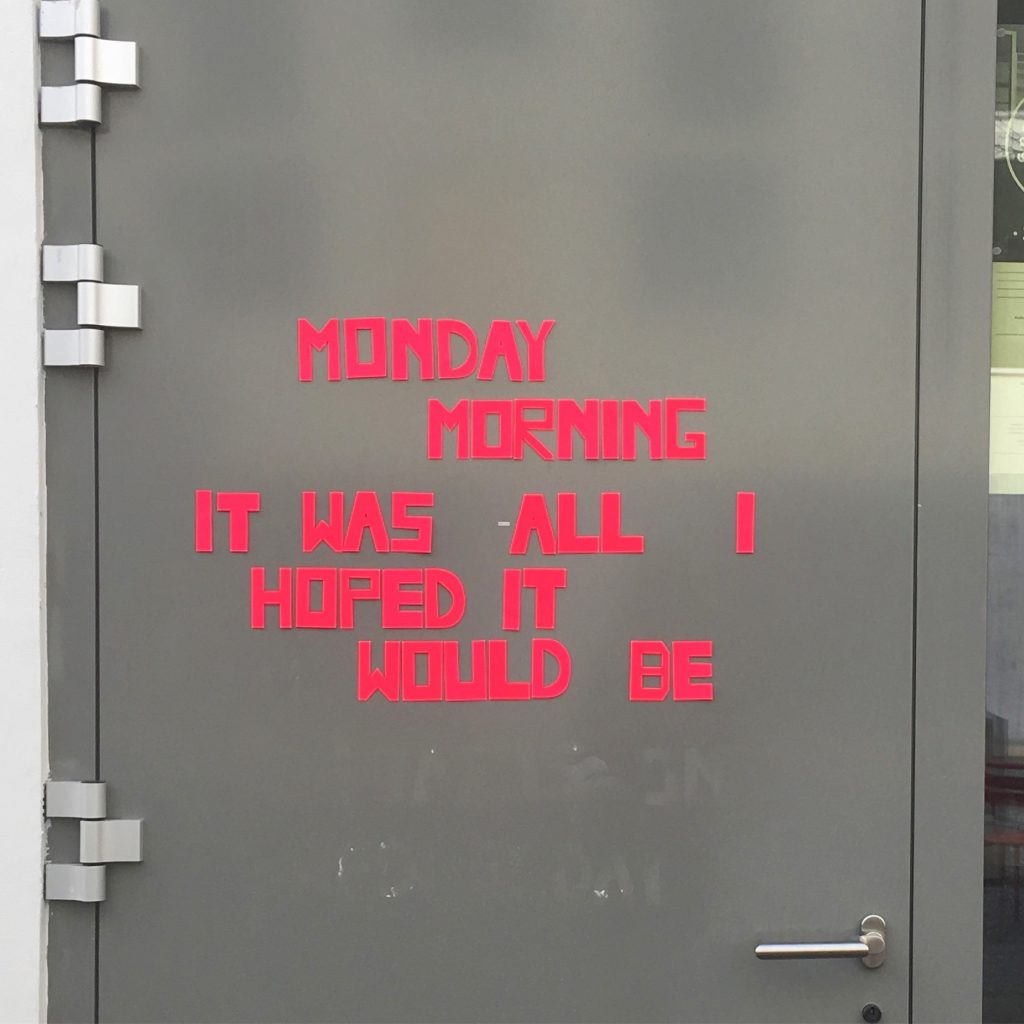 MONDAY
MORNING
IT WAS ALL I
HOPED IT
WOULD BE